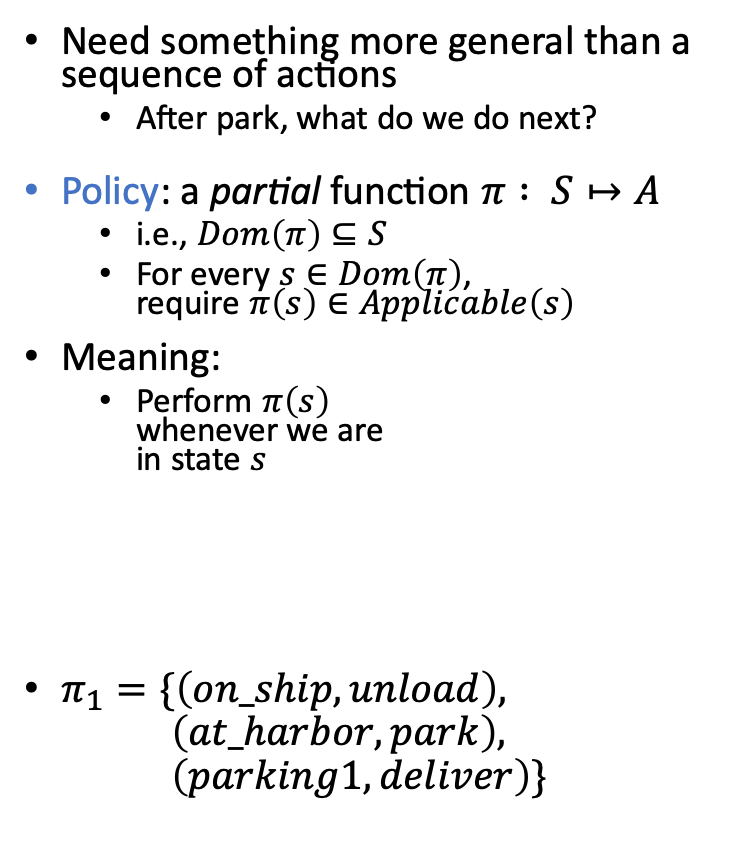 • Need something more general than a
sequence of actions
• After park, what do we do next?
• Policy: a partial function π : S ↦ A
• i.e., Dom(π) ⊆ S
• For every s ∈ Dom(π),
require π(s) ∈ Applicable(s)
• Meaning:
• Perform π(s)
whenever we are
in state s
• π₁ = {(on_ship, unload),
(at_harbor, park),
(parking1, deliver)}